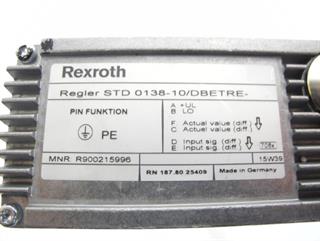 Rexroth
Regler STD 0138-10/DBETRE-
PIN FUNKTION
PE
A +UL
B LO
F Actual value (diff.)
C Actual value (diff.)
D Input sig. (diff.)
E Input sig. (diff.)
MNR. R900215996
15W39
RN 187.80 25409
Made in Germany